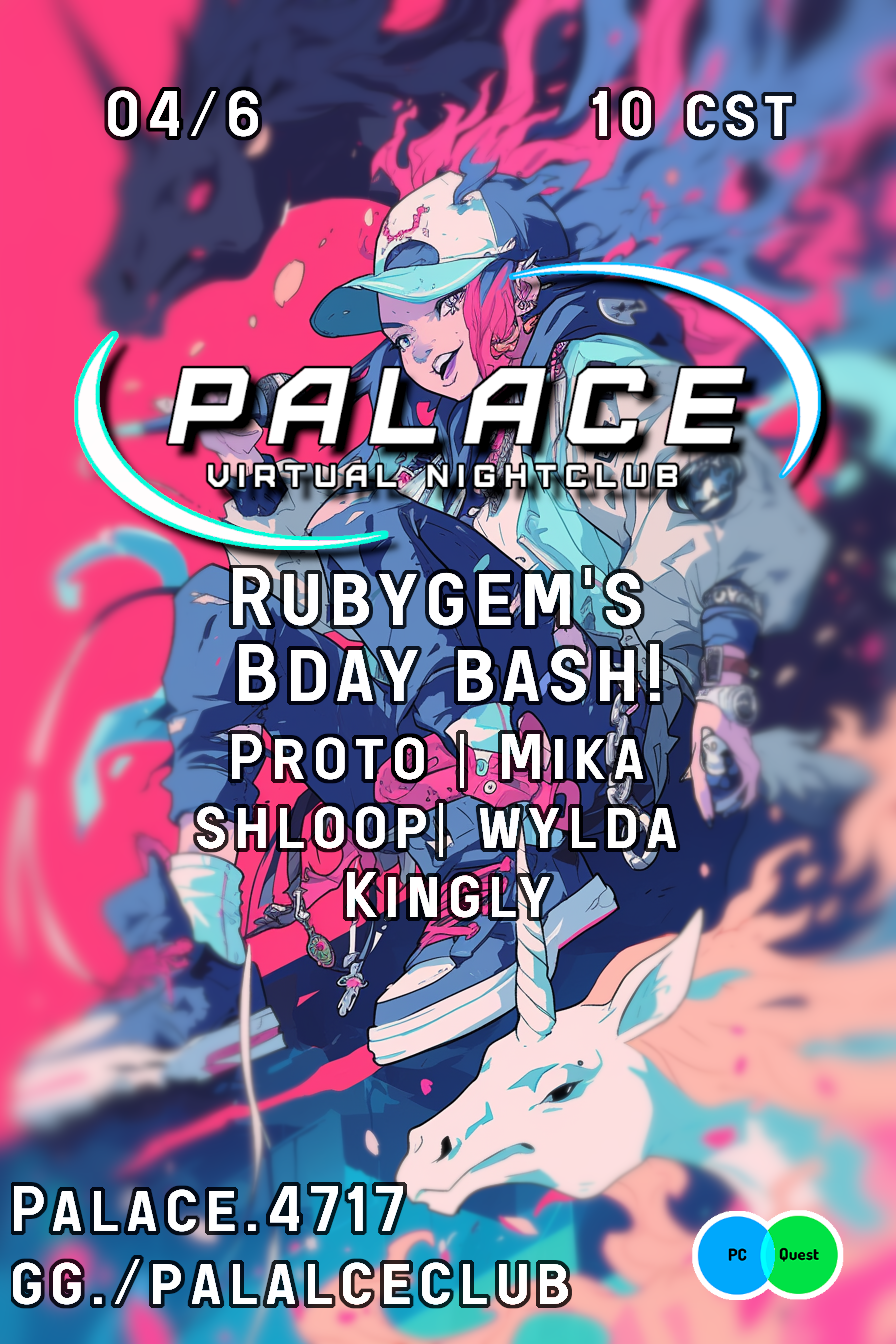 04/6
10 CST
PALACE
VIRTUAL NIGHTCLUB
Rubygem's
Bday bash!
Proto | Mika
shloop| wylda
Kingly
Palace.4717
gg./palalceclub
PC
Quest